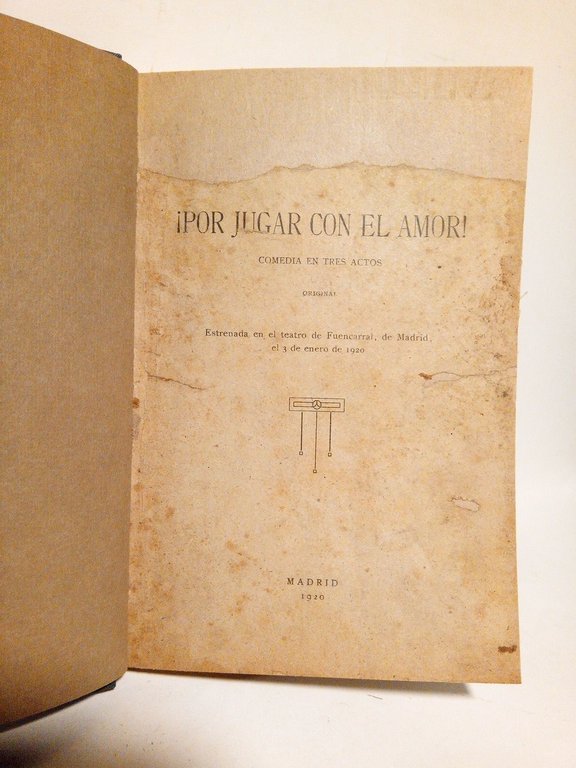 ¡POR JUGAR CON EL AMOR!
COMEDIA EN TRES ACTOS
ORIGINAL
Estrenada en el teatro de Fuencarral, de Madrid,
el 3 de enero de 1920
MADRID
1920